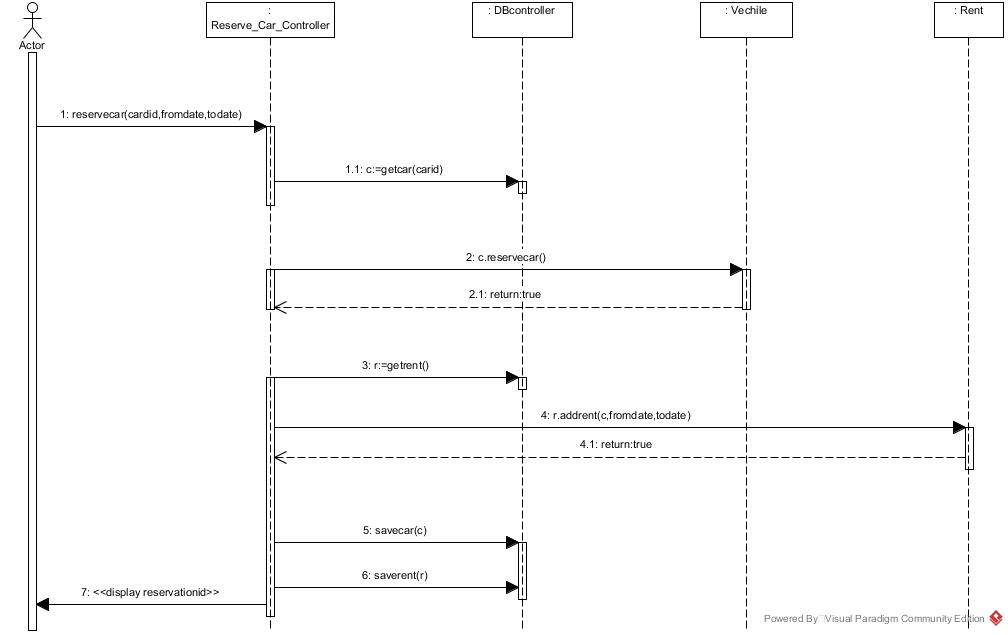 :
Reserve_Car_Controller
: DBcontroller
: Vechile
: Rent
Actor
1: reservecar(cardid,fromdate,todate)
1.1: c:=getcar(carid)
2: c.reservecar()
2.1: return:true
3: r:=getrent()
4: r.addrent(c,fromdate,todate)
4.1: return:true
5: savecar(c)
6: saverent(r)
7: <<display reservationid>>
Powered By Visual Paradigm Community Edition